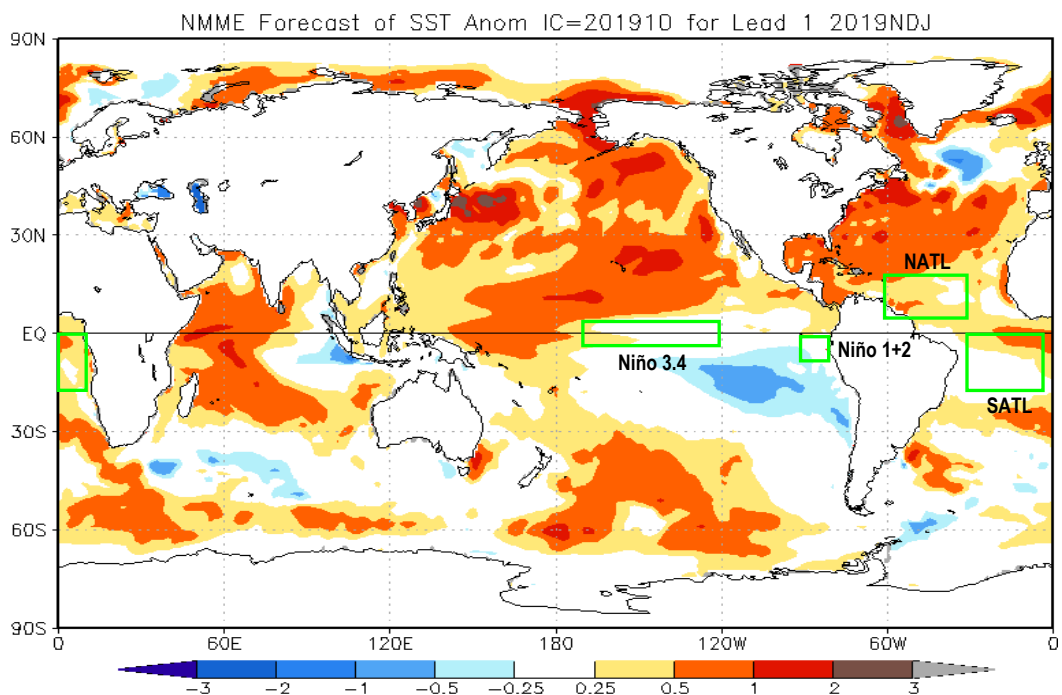 NMME Forecast of SST Anom IC=201910 for Lead 1 2019NDJ
90N
60N
30N
EQ
30S
60S
90S
NATL
Niño 3.4
Niño 1+2
SATL
0
60E
120E
180
120W
60W
0
-3
-2
-1
-0.5
-0.25
0.25
0.5
1
2
3